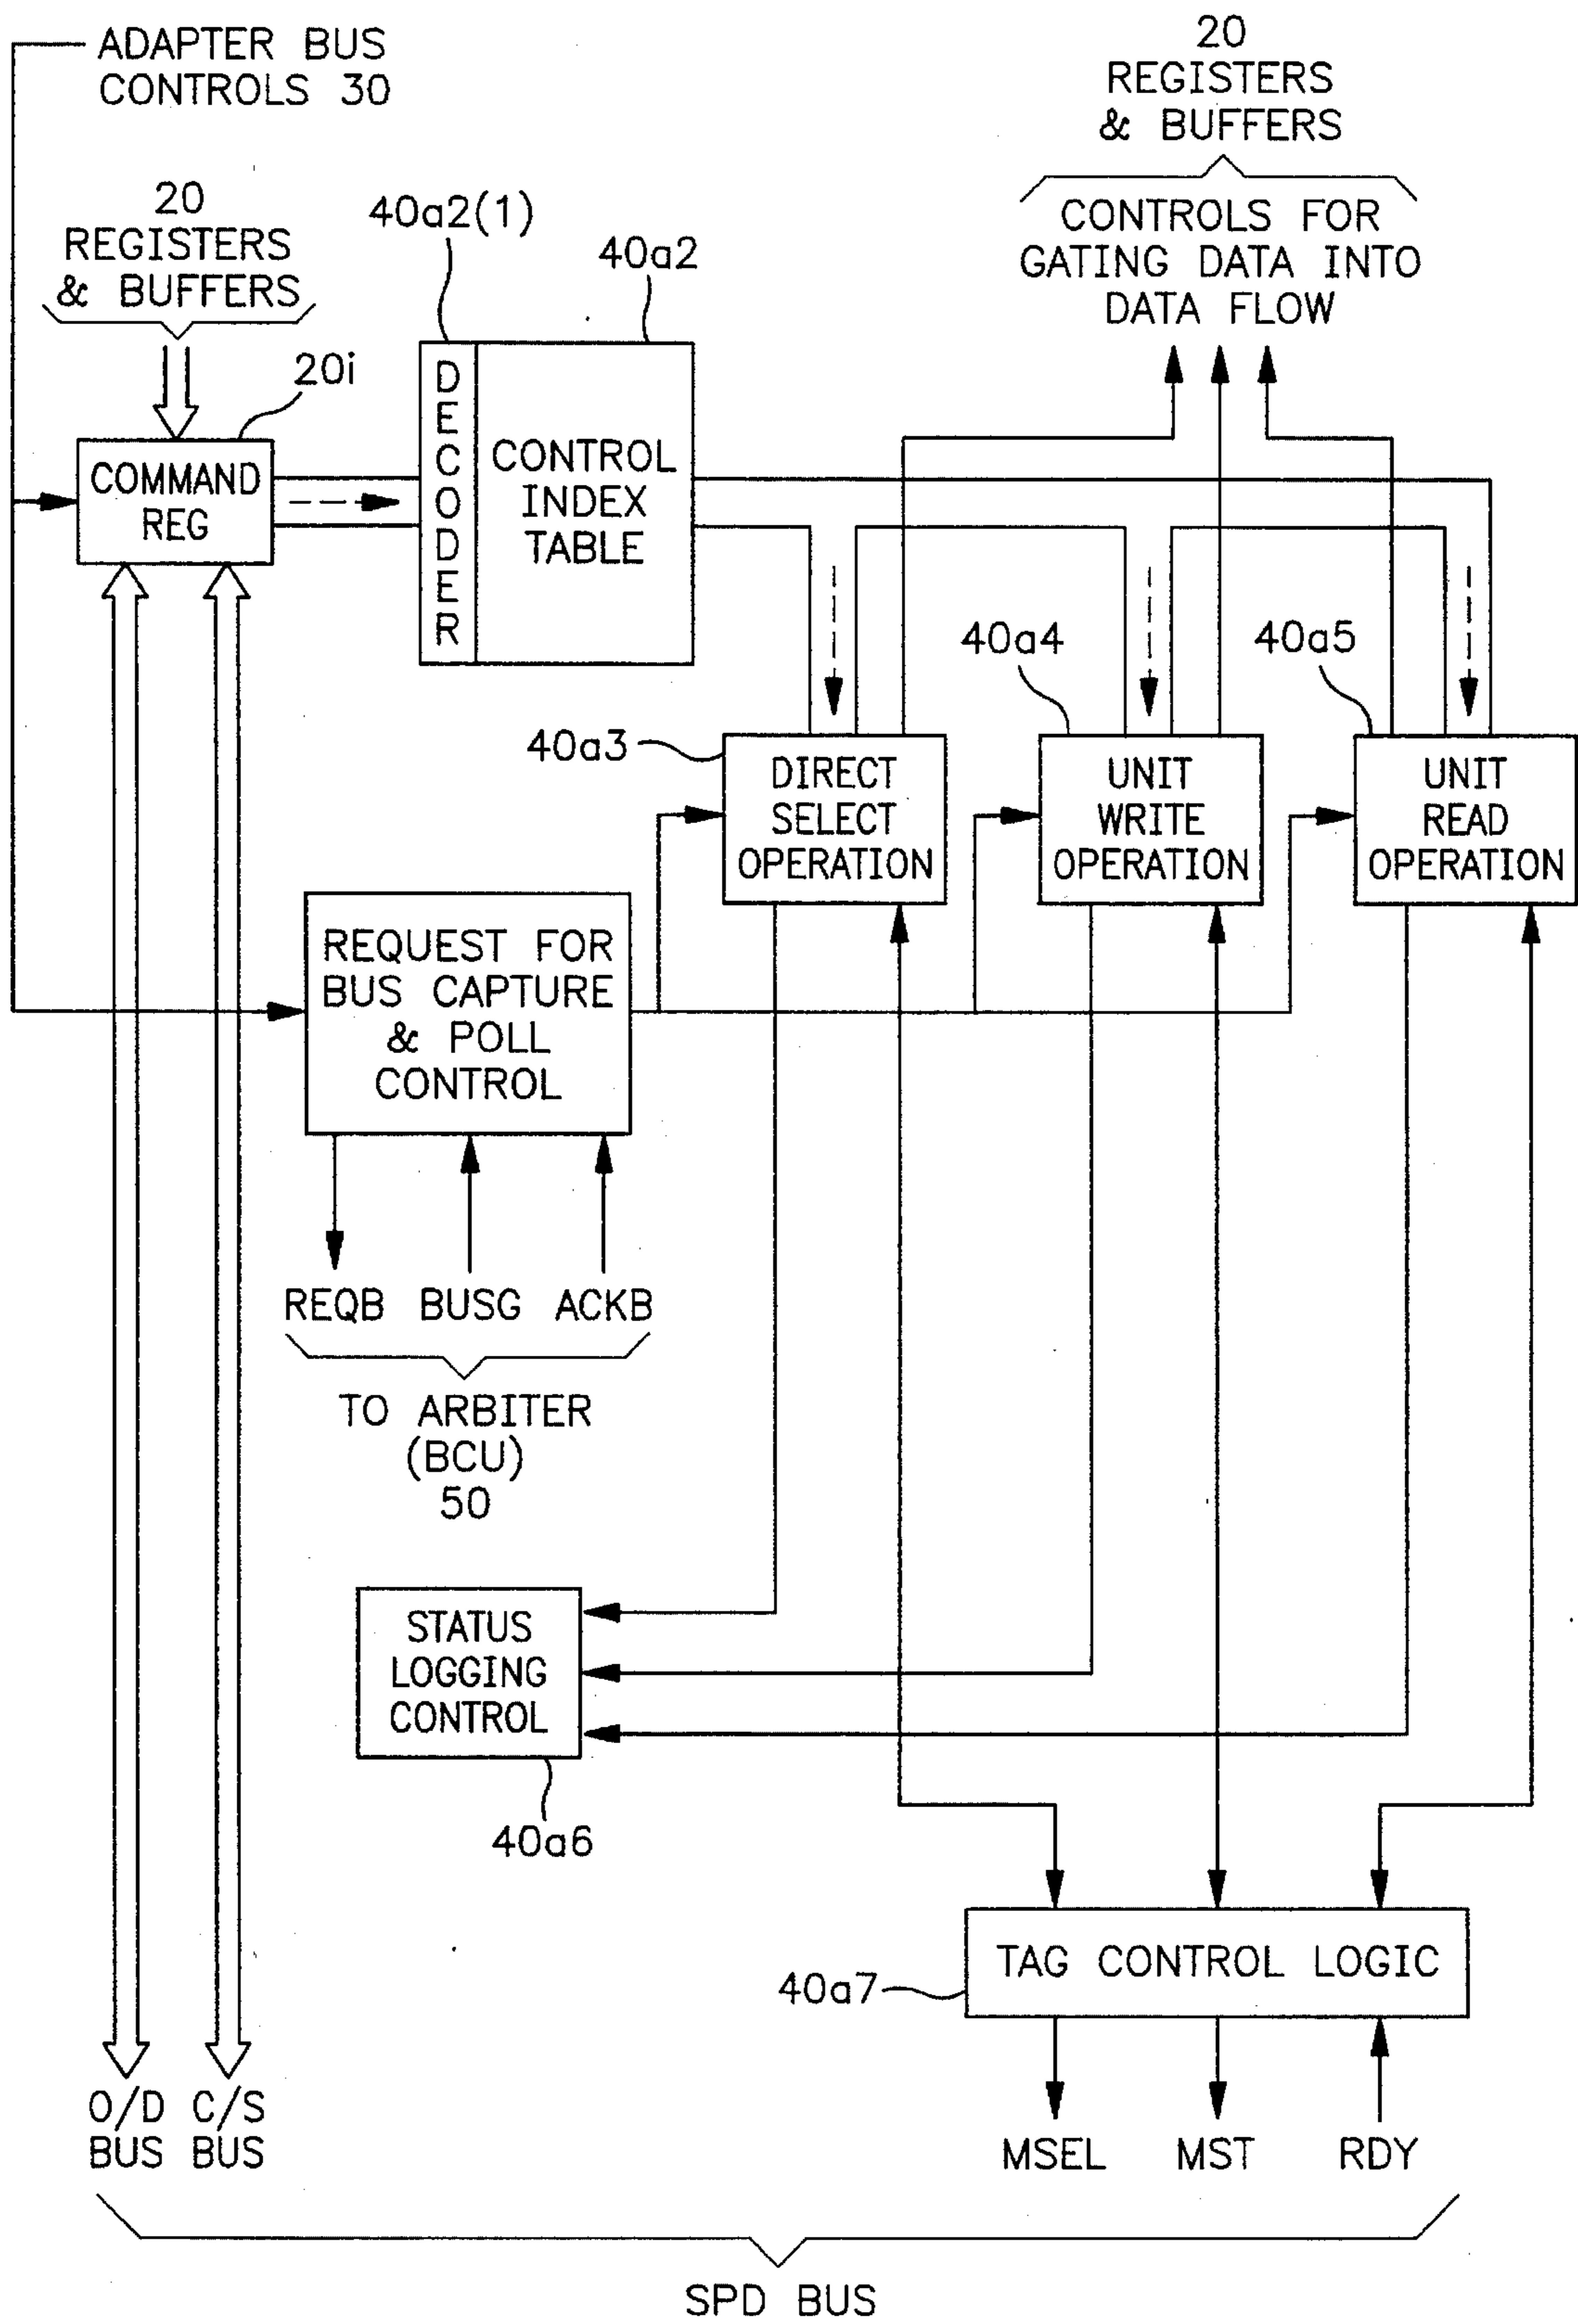 ADAPTER BUS
CONTROLS 30
20
REGISTERS
& BUFFERS
20
REGISTERS
& BUFFERS
CONTROLS FOR
GATING DATA INTO
DATA FLOW
40a2(1)
40a2
20i
COMMAND
REG
DECODER
CONTROL
INDEX
TABLE
40a3
40a4
40a5
DIRECT
SELECT
OPERATION
UNIT
WRITE
OPERATION
UNIT
READ
OPERATION
REQUEST FOR
BUS CAPTURE
& POLL
CONTROL
REQB BUSG ACKB
TO ARBITER
(BCU)
50
STATUS
LOGGING
CONTROL
40a6
TAG CONTROL LOGIC
40a7
O/D BUS
C/S BUS
MSEL MST RDY
SPD BUS